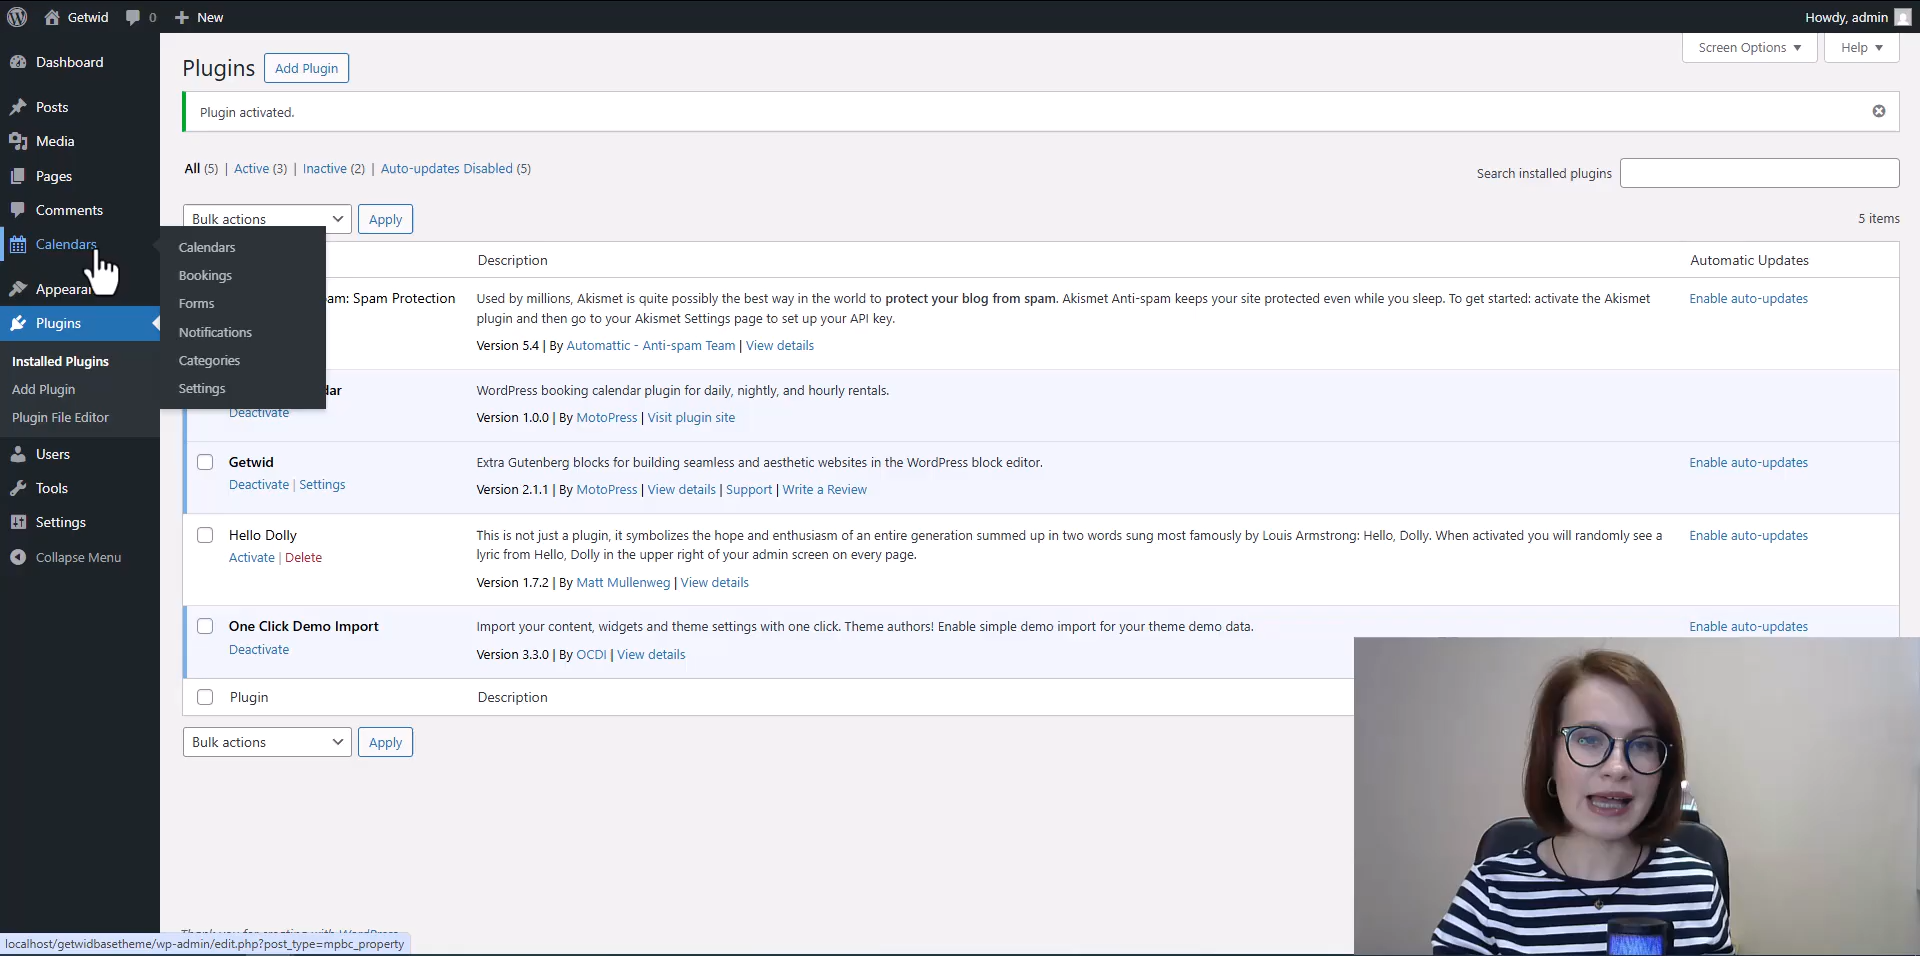 Getwid
0
New
Howdy, admin
Dashboard
Posts
Media
Pages
Comments
Calendars
Plugins
Installed Plugins
Add Plugin
Plugin File Editor
Users
Tools
Settings
Collapse Menu
Calendars
Bookings
Forms
Notifications
Categories
Settings
Screen Options
Help
Plugins
Add Plugin
Plugin activated.
All (5) | Active (3) | Inactive (2) | Auto-updates Disabled (5)
Search installed plugins
Bulk actions
Apply
5 items
Description
Automatic Updates
Spam Protection
Used by millions, Akismet is quite possibly the best way in the world to protect your blog from spam. Akismet Anti-spam keeps your site protected even while you sleep. To get started: activate the Akismet
plugin and then go to your Akismet Settings page to set up your API key.
Version 5.4 | By Automattic - Anti-spam Team | View details
Enable auto-updates
Deactivate
WordPress booking calendar plugin for daily, nightly, and hourly rentals.
Version 1.0.0 | By MotoPress | Visit plugin site
Getwid
Deactivate | Settings
Extra Gutenberg blocks for building seamless and aesthetic websites in the WordPress block editor.
Version 2.1.1 | By MotoPress | View details | Support | Write a Review
Enable auto-updates
Hello Dolly
Activate | Delete
This is not just a plugin, it symbolizes the hope and enthusiasm of an entire generation summed up in two words sung most famously by Louis Armstrong: Hello, Dolly. When activated you will randomly see a
lyric from Hello, Dolly in the upper right of your admin screen on every page.
Version 1.7.2 | By Matt Mullenweg | View details
Enable auto-updates
One Click Demo Import
Deactivate
Import your content, widgets and theme settings with one click. Theme authors! Enable simple demo import for your theme demo data.
Version 3.3.0 | By OCDI | View details
Enable auto-updates
Plugin
Description
Bulk actions
Apply
localhost/getwidbasetheme/wp-admin/edit.php?post_type=mpbc_property